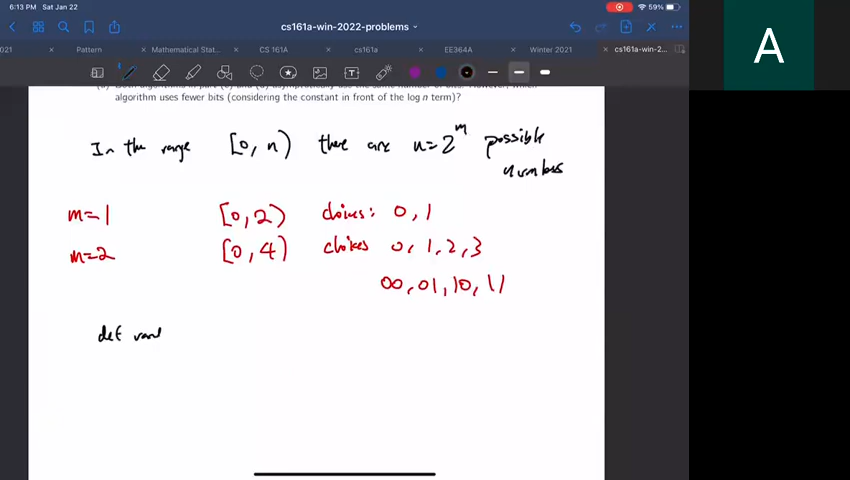 6:13 PM Sat Jan 22
59%
cs161a-win-2022-problems
2021 Pattern Mathematical Stat... CS 161A cs161a EE364A Winter 2021 cs161a-win-2...
algorithm uses fewer bits (considering the constant in front of the log n term)?
In the range [0, n) there are n=2^m possible
numbers
m=1 [0, 2) choices: 0, 1
m=2 [0, 4) choices 0, 1, 2, 3
00, 01, 10, 11
def rand
A